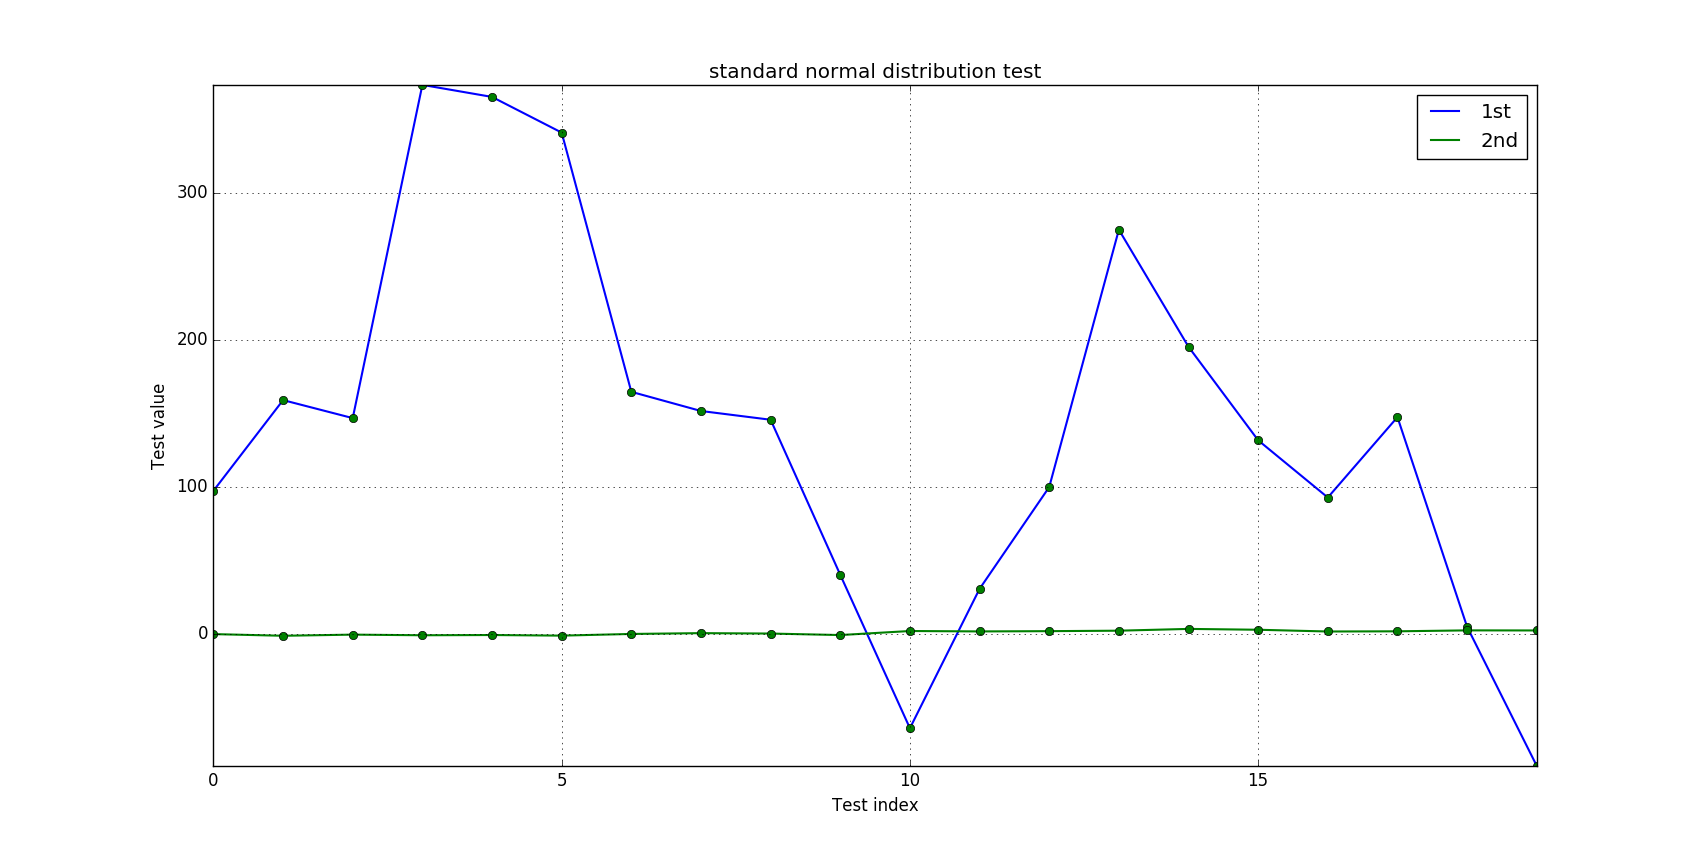 standard normal distribution test
1st
2nd
300
200
100
0
Test value
0 5 10 15
Test index